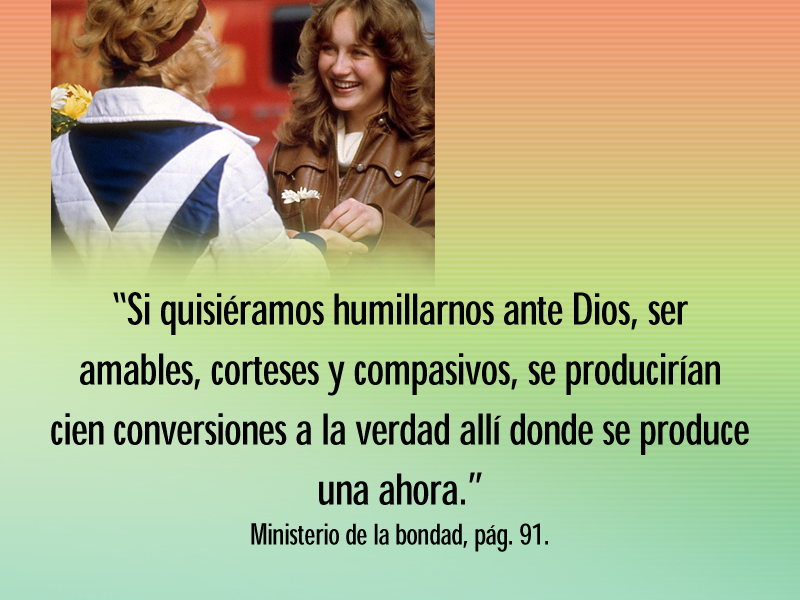 “Si quisiéramos humillarnos ante Dios, ser
amables, corteses y compasivos, se producirían
cien conversiones a la verdad allí donde se produce
una ahora.”
Ministerio de la bondad, pág. 91.